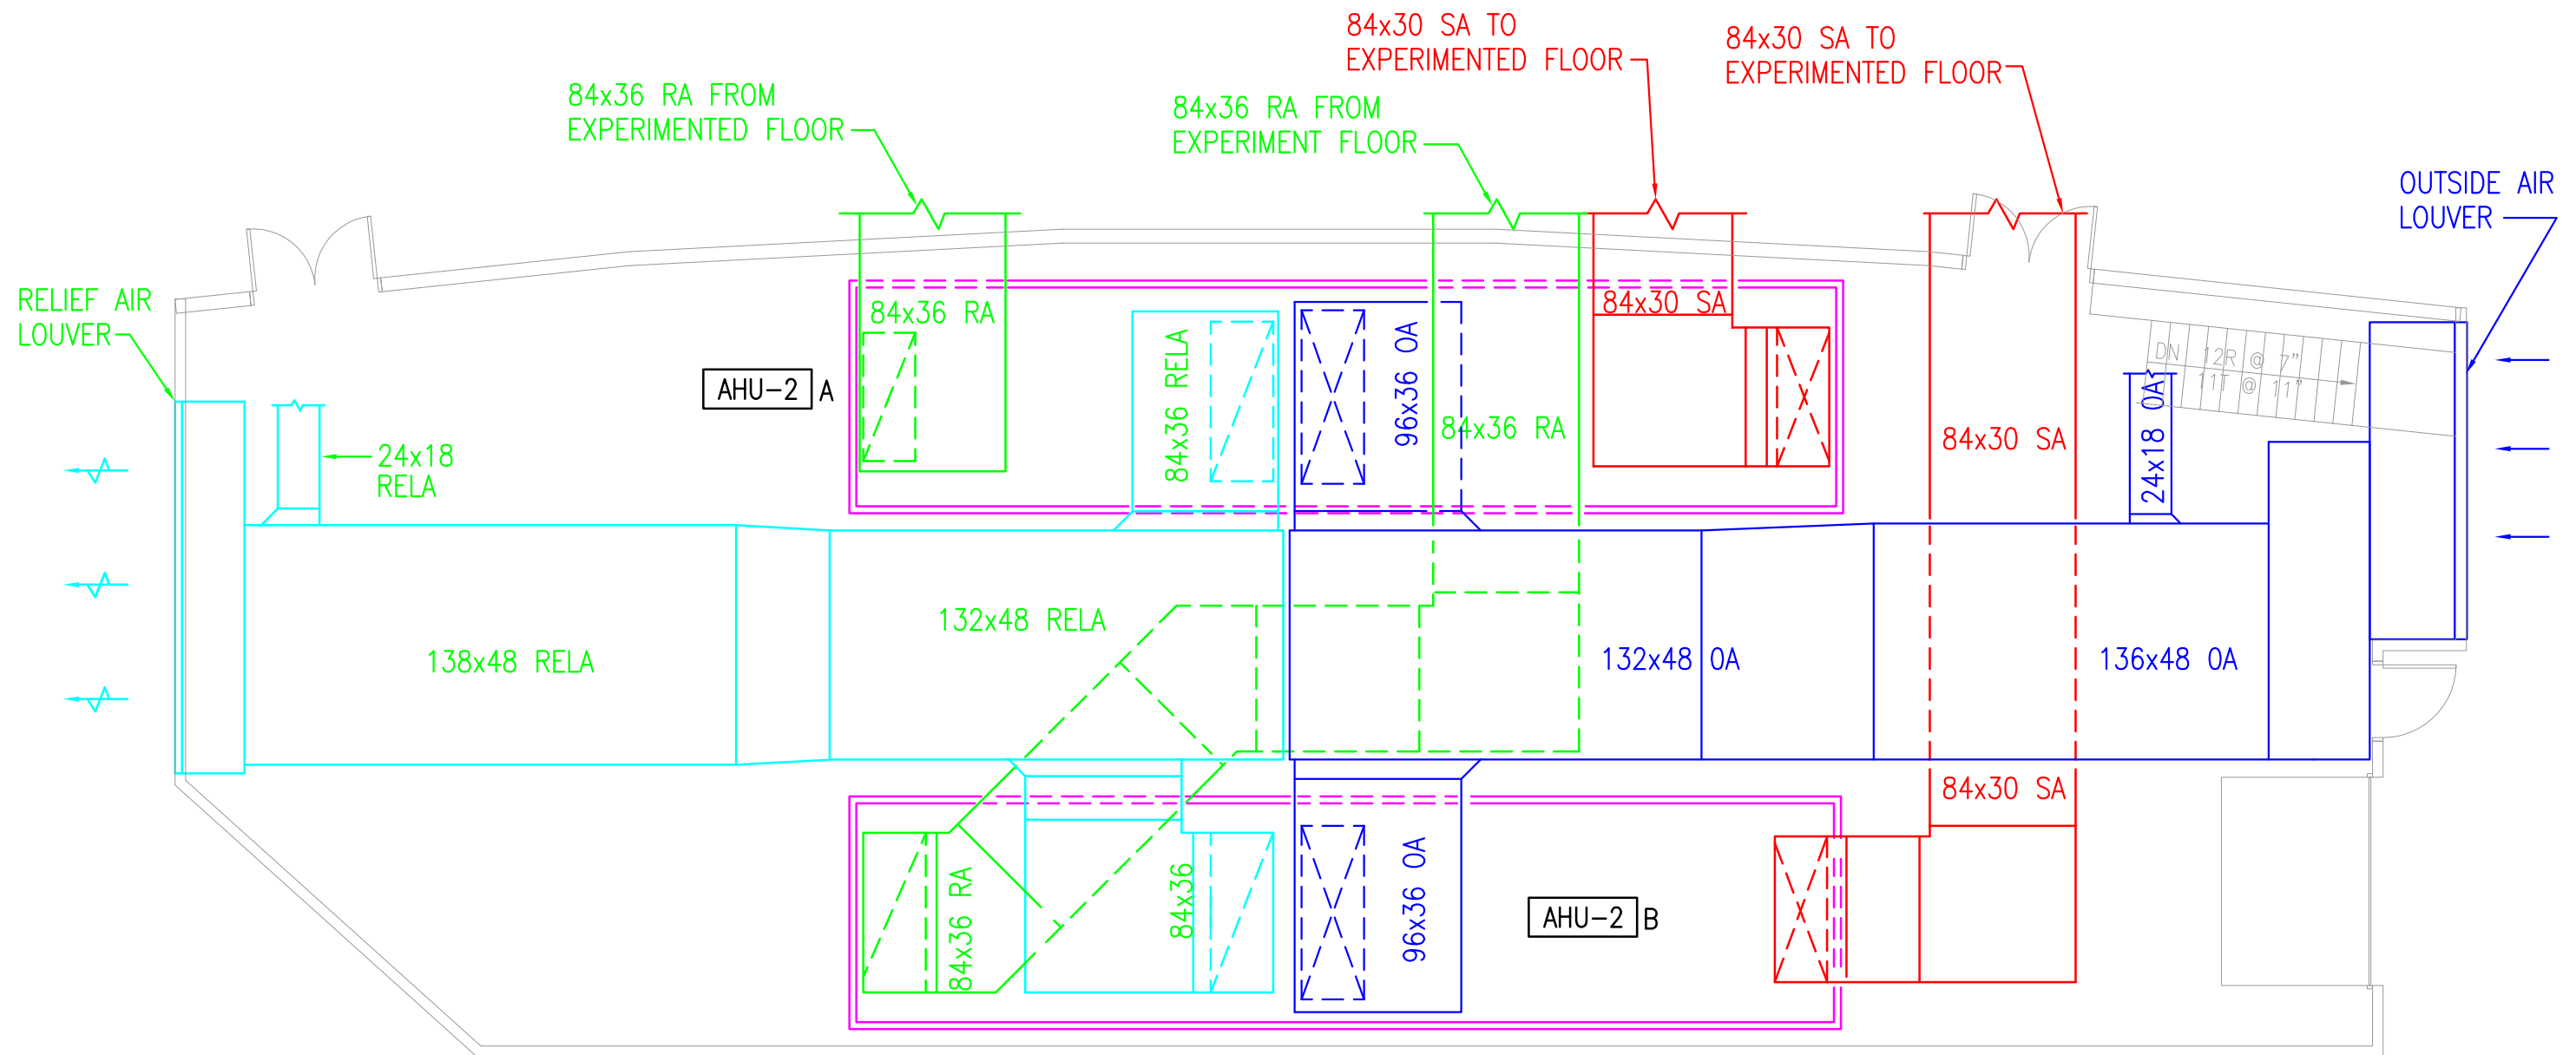 84x30 SA TO
EXPERIMENTED FLOOR
84x30 SA TO
EXPERIMENTED FLOOR
84x36 RA FROM
EXPERIMENTED FLOOR
84x36 RA FROM
EXPERIMENT FLOOR
OUTSIDE AIR
LOUVER
RELIEF AIR
LOUVER
84x36 RA
84x30 SA
DN 12R @ 7"
11T @ 11"
AHU-2 A
84x36 RELA
96x36 OA
84x36 RA
84x30 SA
24x18 OA
24x18
RELA
132x48 RELA
138x48 RELA
132x48 OA
136x48 OA
84x30 SA
84x36 RA
84x36
96x36 OA
AHU-2 B